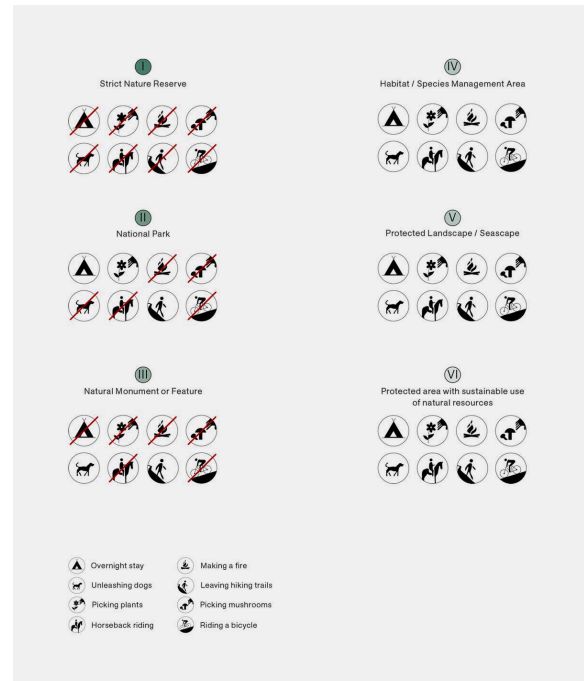 I
Strict Nature Reserve
II
National Park
III
Natural Monument or Feature
IV
Habitat / Species Management Area
V
Protected Landscape / Seascape
VI
Protected area with sustainable use
of natural resources
Overnight stay
Unleashing dogs
Picking plants
Horseback riding
Making a fire
Leaving hiking trails
Picking mushrooms
Riding a bicycle